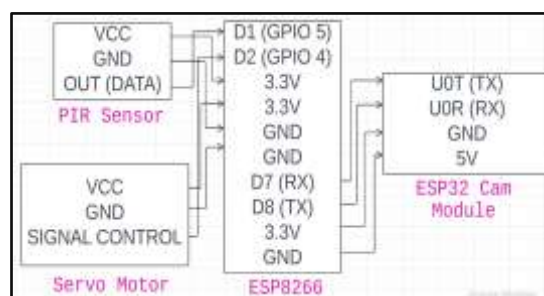 VCC
GND
OUT (DATA)
PIR Sensor
VCC
GND
SIGNAL CONTROL
Servo Motor
D1 (GPIO 5)
D2 (GPIO 4)
3.3V
3.3V
GND
GND
D7 (RX)
D8 (TX)
3.3V
GND
ESP8266
U0T (TX)
U0R (RX)
GND
5V
ESP32 Cam
Module